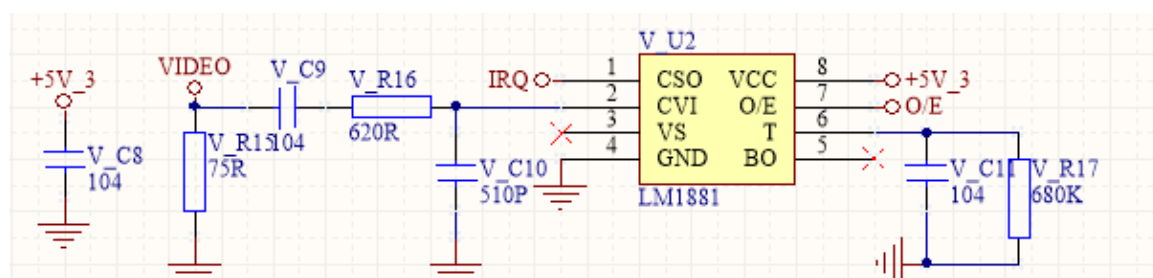 V_U2
+5V_3
VIDEO
V_C9
V_R16
IRQ
1
CSO
VCC
8
+5V_3
2
CVI
O/E
7
O/E
3
VS
T
6
4
GND
BO
5
V_C8
104
V_R15
75R
104
620R
V_C10
510P
LM1881
V_C11
104
V_R17
680K